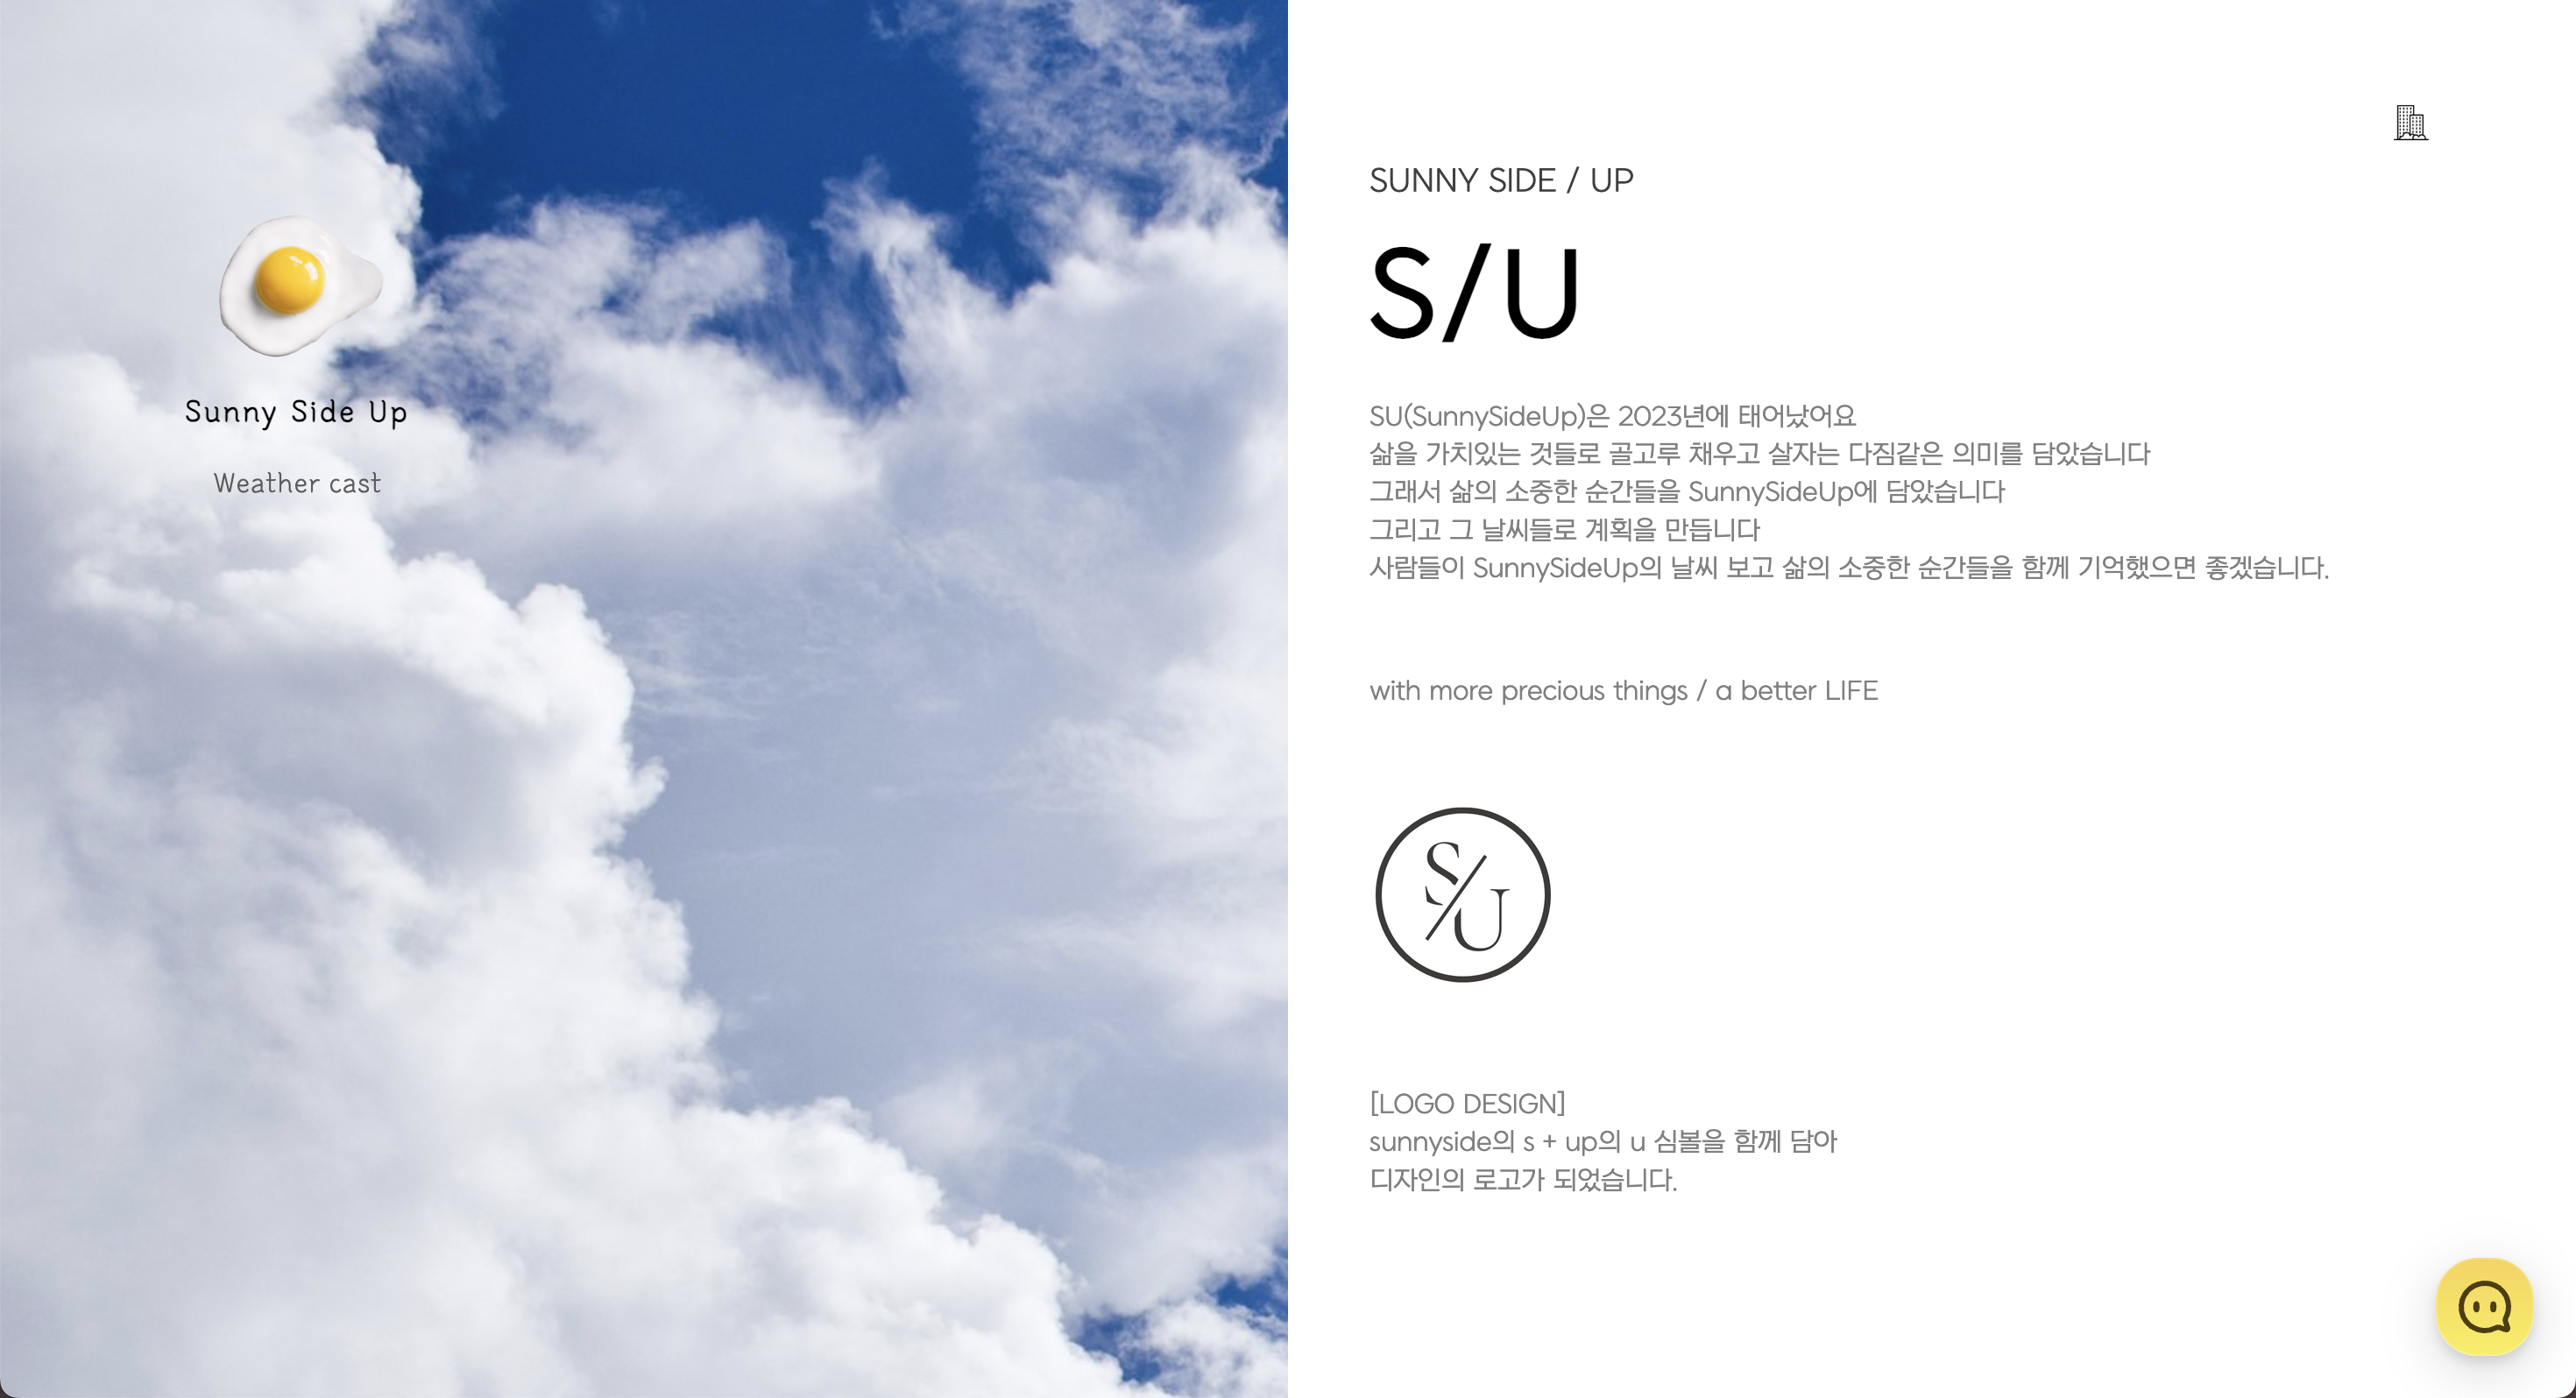 Sunny Side Up
Weather cast
SUNNY SIDE / UP
S/U
SU(SunnySideUp)은 2023년에 태어났어요
삶을 가치있는 것들로 골고루 채우고 살자는 다짐같은 의미를 담았습니다
그래서 삶의 소중한 순간들을 SunnySideUp에 담았습니다
그리고 그 날씨들로 계획을 만듭니다
사람들이 SunnySideUp의 날씨 보고 삶의 소중한 순간들을 함께 기억했으면 좋겠습니다.
with more precious things / a better LIFE
S/U
[LOGO DESIGN]
sunnyside의 s + up의 u 심볼을 함께 담아
디자인의 로고가 되었습니다.